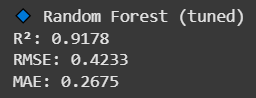 🔹 Random Forest (tuned)
R²: 0.9178
RMSE: 0.4233
MAE: 0.2675